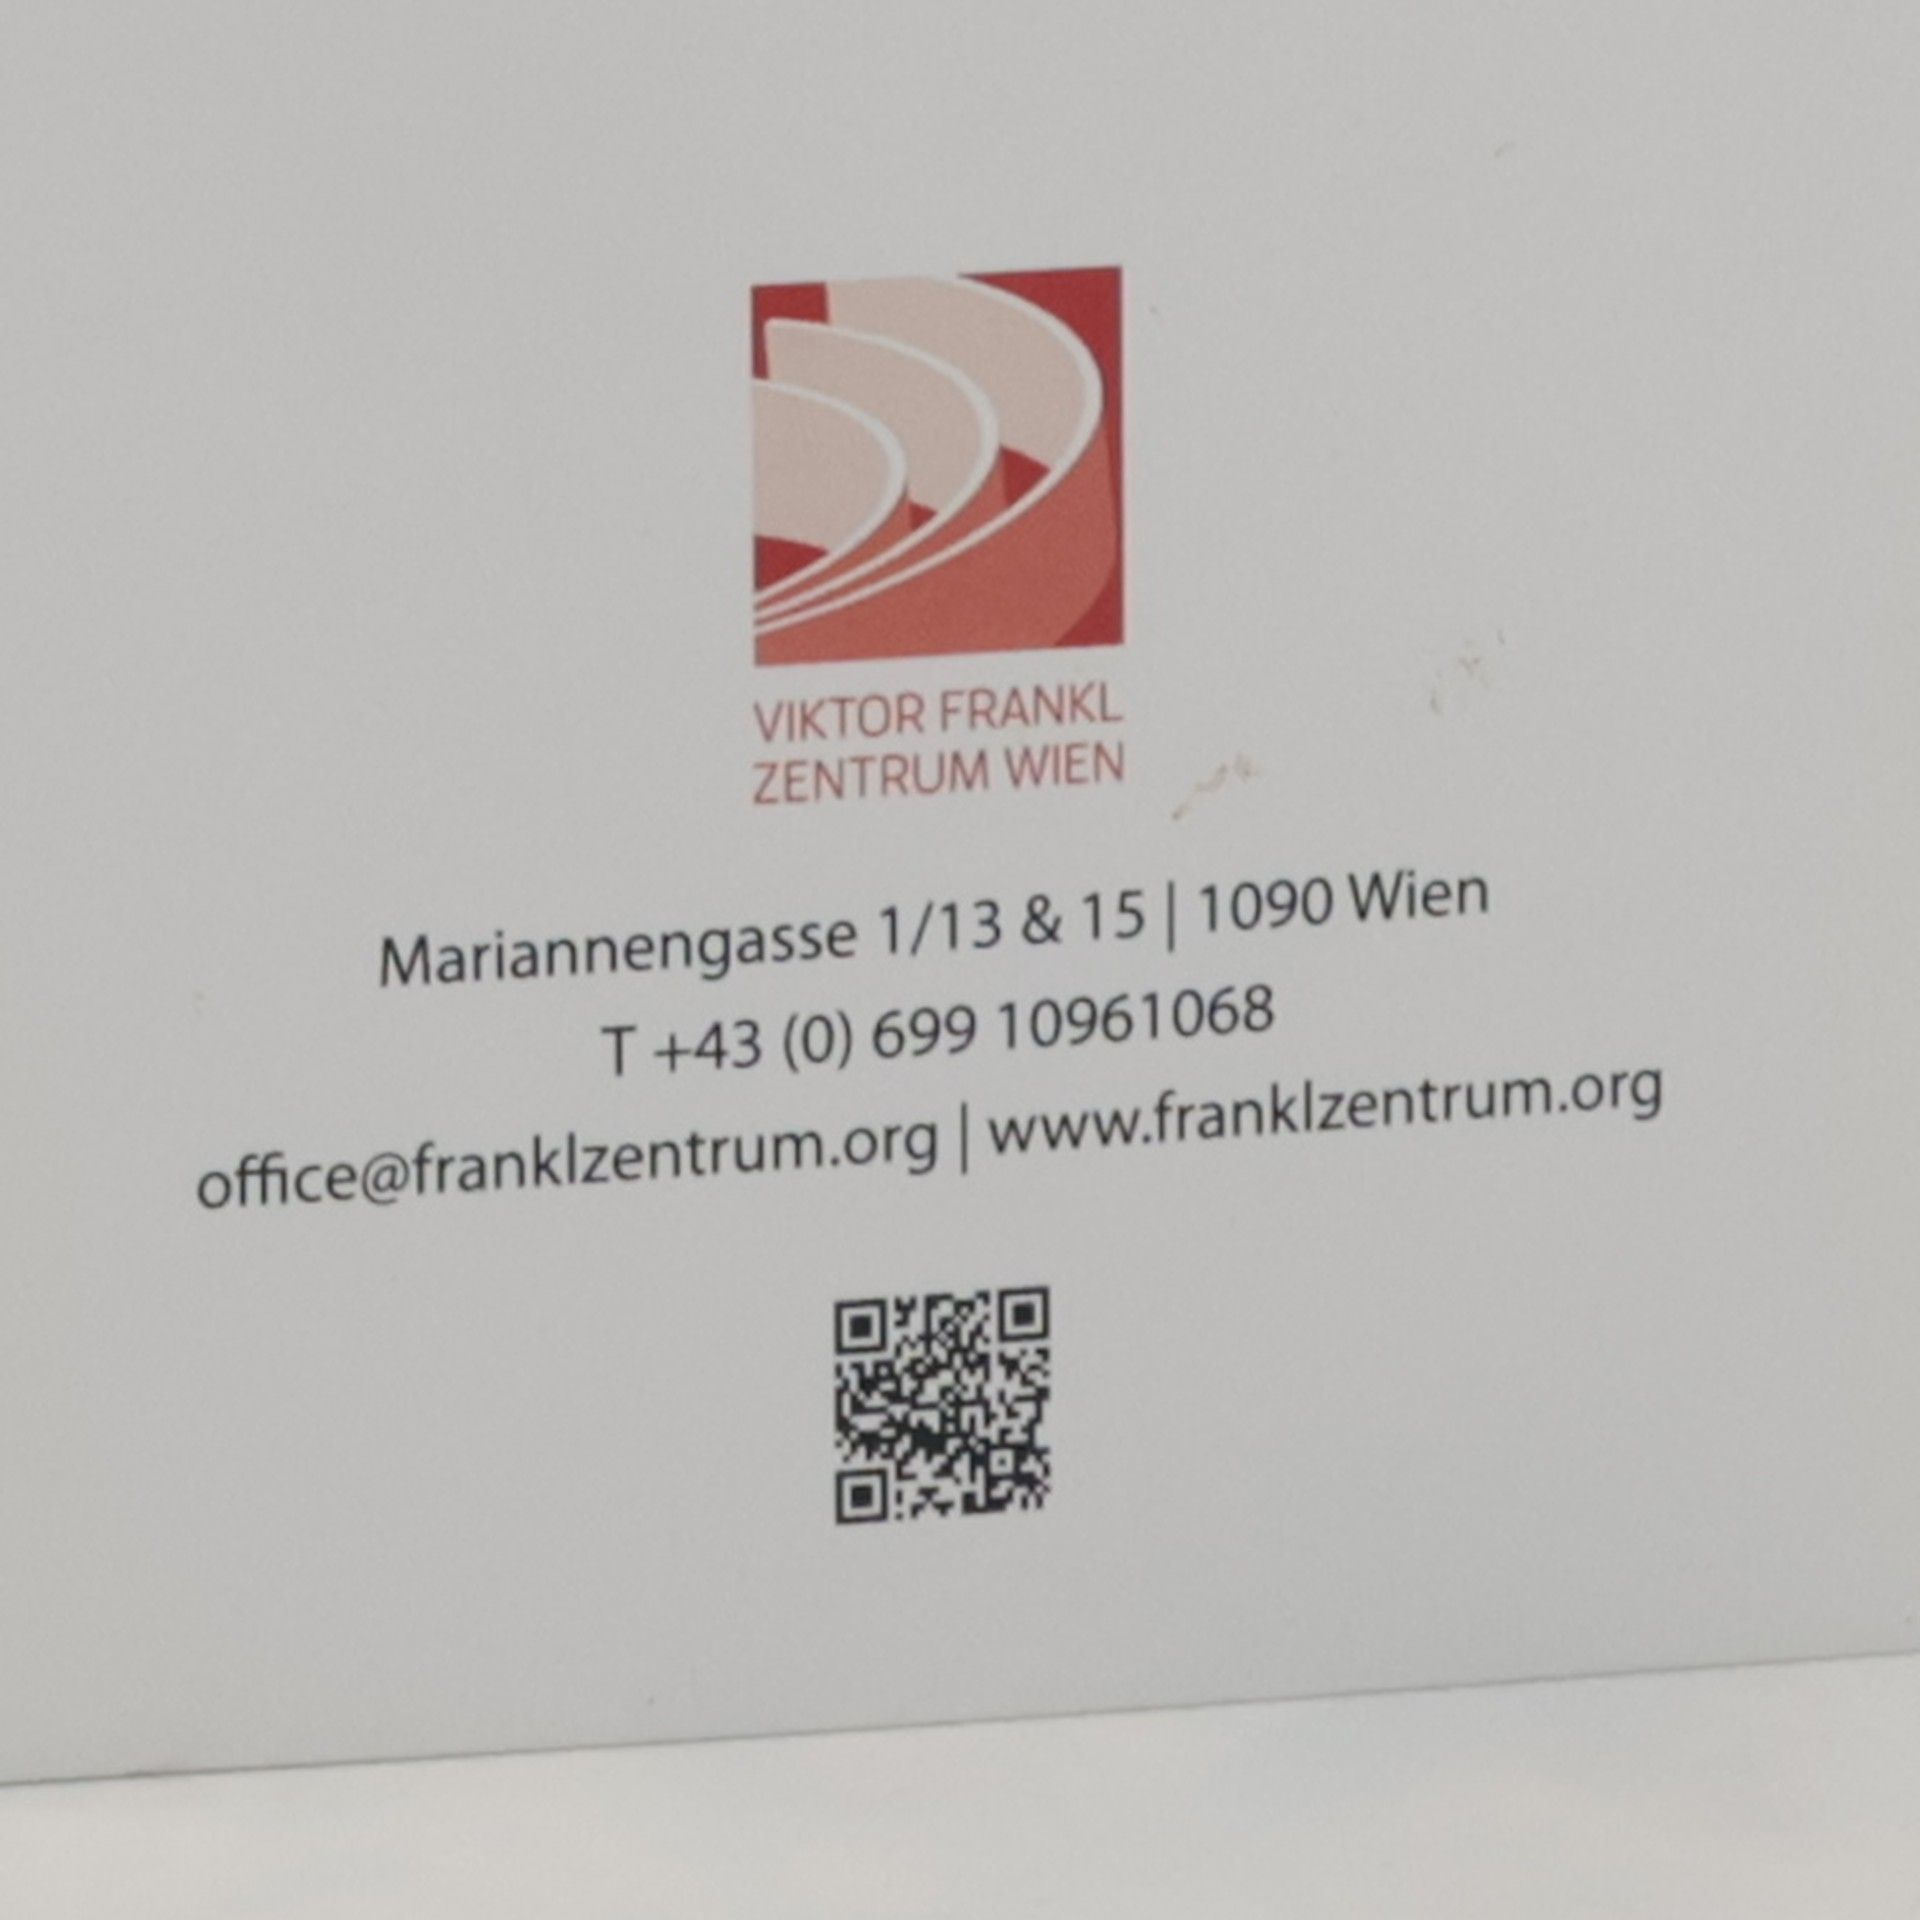 VIKTOR FRANKL
ZENTRUM WIEN
Mariannengasse 1/13 & 15 | 1090 Wien
T +43 (0) 699 10961068
office@franklzentrum.org | www.franklzentrum.org